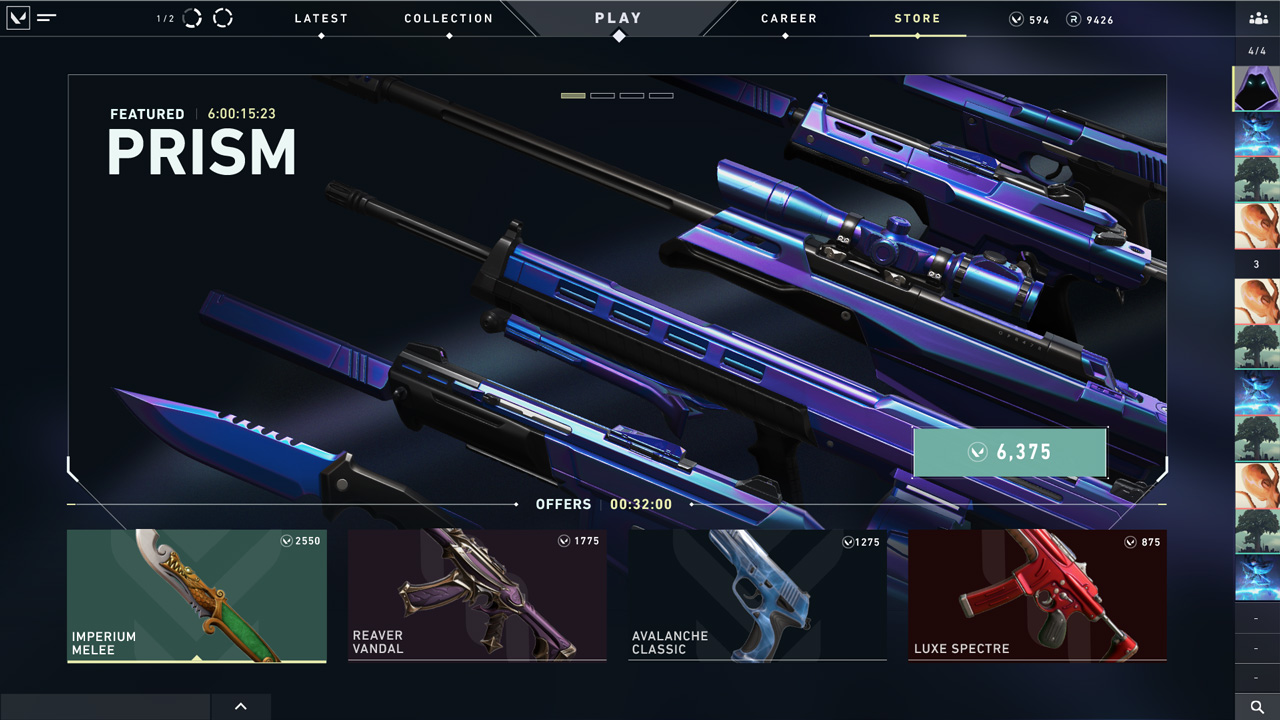 1/2
LATEST
COLLECTION
PLAY
CAREER
STORE
594
R 9426
4/4
FEATURED | 6:00:15:23
PRISM
3
6,375
OFFERS | 00:32:00
2550
IMPERIUM
MELEE
1775
REAVER
VANDAL
1275
AVALANCHE
CLASSIC
875
LUXE SPECTRE
-
-
-